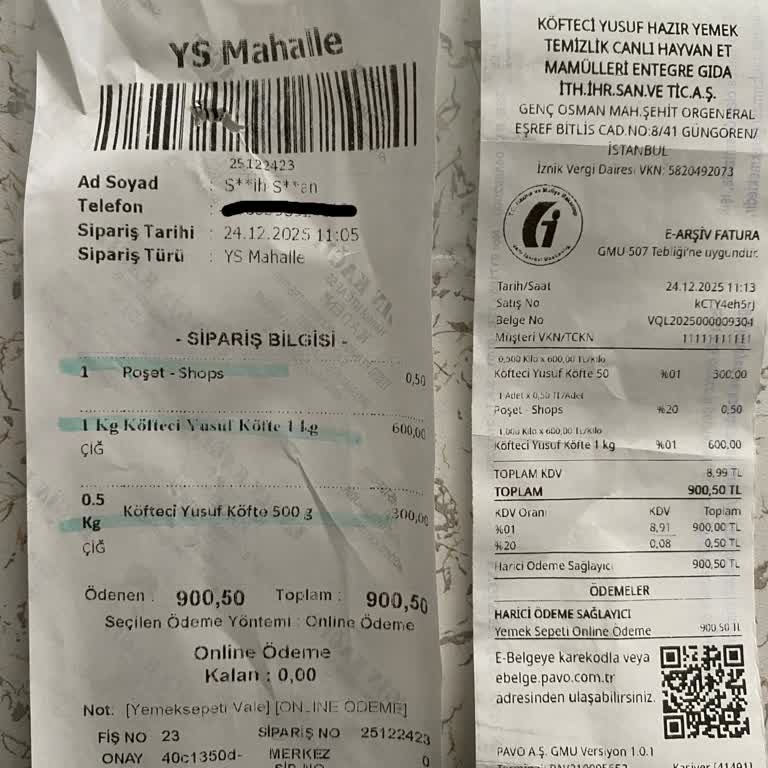 YS Mahalle
25122423
Ad Soyad : S**ih S**an
Telefon :
Sipariş Tarihi : 24.12.2025 11:05
Sipariş Türü : YS Mahalle
- SİPARİŞ BİLGİSİ -
1 Poşet - Shops 0,50
1 Kg Köfteci Yusuf Köfte 1 kg 600,00
ÇİĞ
0.5 Kg Köfteci Yusuf Köfte 500 g 300,00
ÇİĞ
Ödenen : 900,50 Toplam : 900,50
Seçilen Ödeme Yöntemi : Online Ödeme
Online Ödeme
Kalan : 0,00
Not: [Yemeksepeti Vale] [ONLINE ÖDEME]
FİŞ NO 23 SİPARİŞ NO 25122423
ONAY 40c1350d- MERKEZ 0
KÖFTECİ YUSUF HAZIR YEMEK
TEMİZLİK CANLI HAYVAN ET
MAMÜLLERİ ENTEGRE GIDA
İTH.İHR.SAN.VE TİC.A.Ş.
GENÇ OSMAN MAH.ŞEHİT ORGENERAL
EŞREF BİTLİS CAD.NO:8/41 GÜNGÖREN/
İSTANBUL
İznik Vergi Dairesi VKN: 5820492073
E-ARŞİV FATURA
GMU 507 Tebliği'ne uygundur.
Tarih/Saat 24.12.2025 11:13
Satış No kCTY4eh5rj
Belge No VQL2025000009304
Müşteri VKN/TCKN 11111111111
0,500 Kilo x 600,00 TL/Kilo
Köfteci Yusuf Köfte 50 %01 300,00
1 Adet x 0,50 TL/Adet
Poşet - Shops %20 0,50
1,000 Kilo x 600,00 TL/Kilo
Köfteci Yusuf Köfte 1 kg %01 600,00
TOPLAM KDV 8,99 TL
TOPLAM 900,50 TL
KDV Oranı KDV Toplam
%01 8,91 900,00 TL
%20 0,08 0,50 TL
Harici Ödeme Sağlayıcı 900,50 TL
ÖDEMELER
HARİCİ ÖDEME SAĞLAYICI
Yemek Sepeti Online Ödeme 900,50 TL
E-Belgeye karekodla veya
ebelge.pavo.com.tr
adresinden ulaşabilirsiniz.
PAVO A.Ş. GMU Versiyon 1.0.1